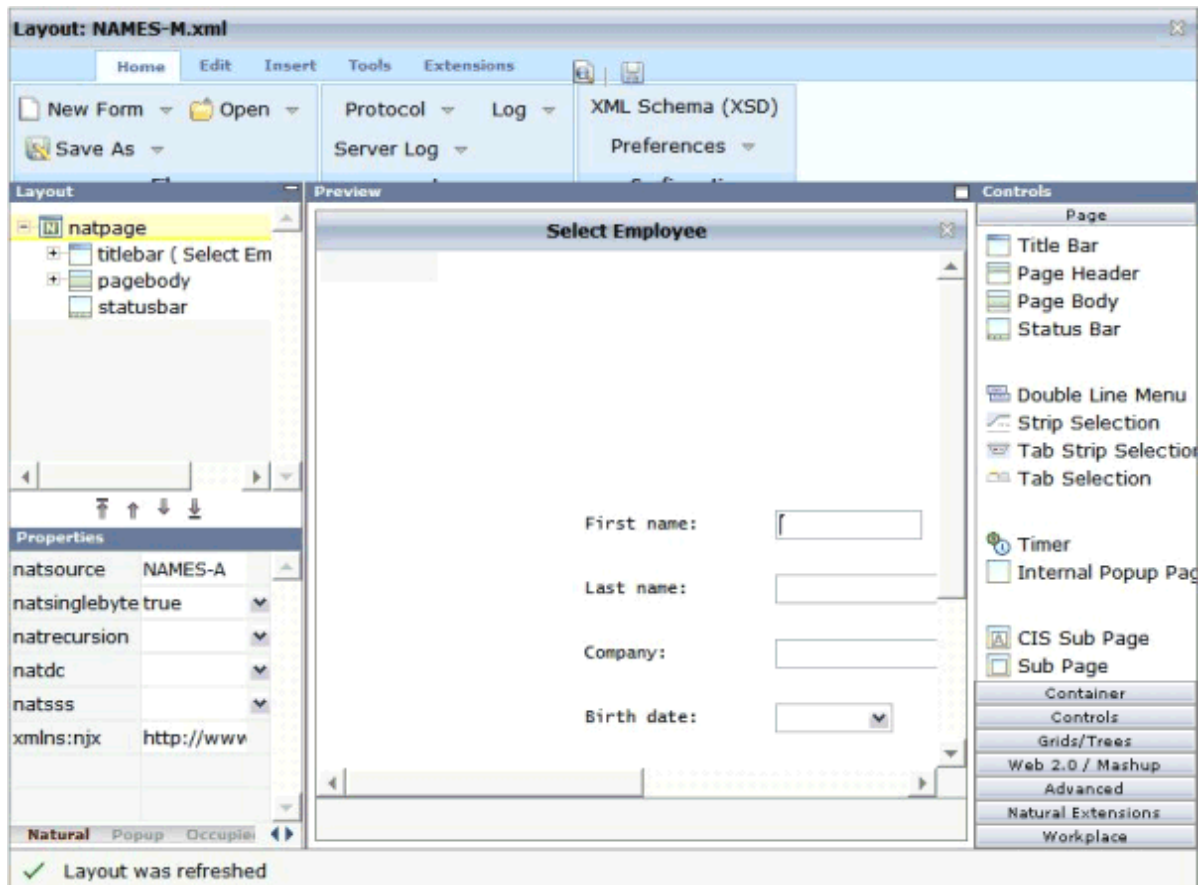 Layout: NAMES-M.xml
Home Edit Insert Tools Extensions
New Form Open Protocol Log XML Schema (XSD)
Save As Server Log Preferences
Layout
natpage
titlebar ( Select Em
pagebody
statusbar
Properties
natsource NAMES-A
natsinglebyte true
natrecursion
natdc
natsss
xmlns:njx http://www
Natural Popup Occupie
Preview
Select Employee
First name:
Last name:
Company:
Birth date:
Controls
Page
Title Bar
Page Header
Page Body
Status Bar
Double Line Menu
Strip Selection
Tab Strip Selection
Tab Selection
Timer
Internal Popup Pag
CIS Sub Page
Sub Page
Container
Controls
Grids/Trees
Web 2.0 / Mashup
Advanced
Natural Extensions
Workplace
Layout was refreshed